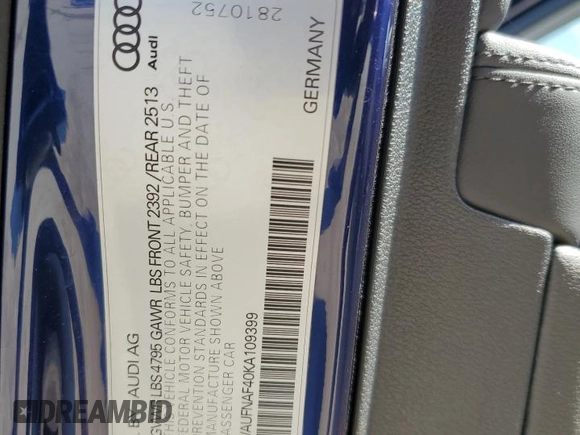 2810752
Audi
GERMANY
AUDI AG
LBS 4795 GAWR LBS FRONT 2392 /REAR 2513
VEHICLE CONFORMS TO ALL APPLICABLE U.S.
FEDERAL MOTOR VEHICLE SAFETY, BUMPER AND THEFT
PREVENTION STANDARDS IN EFFECT ON THE DATE OF
MANUFACTURE SHOWN ABOVE
PASSENGER CAR
WAUFNAF40KA109399
EPICVIN